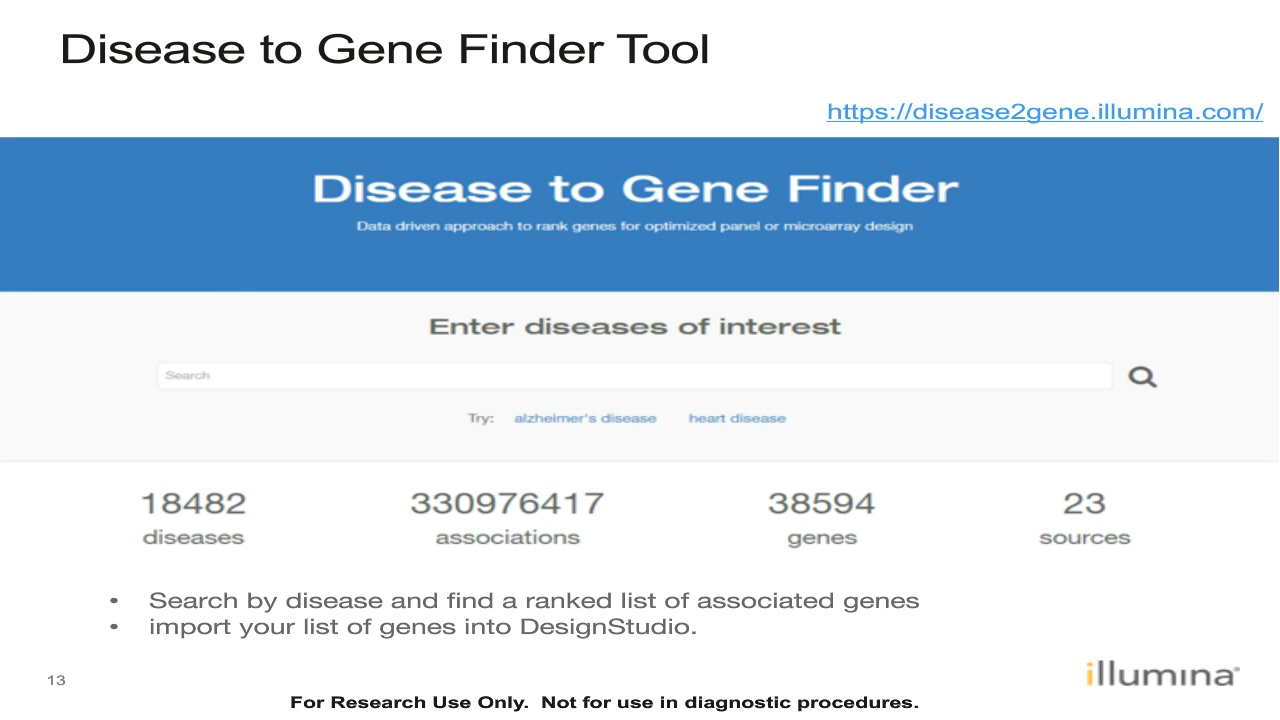 Disease to Gene Finder Tool
https://disease2gene.illumina.com/
Disease to Gene Finder
Data driven approach to rank genes for optimized panel or microarray design
Enter diseases of interest
Search
Try: alzheimer's disease heart disease
18482 330976417 38594 23
diseases associations genes sources
• Search by disease and find a ranked list of associated genes
• import your list of genes into DesignStudio.
13
illumina®
For Research Use Only. Not for use in diagnostic procedures.